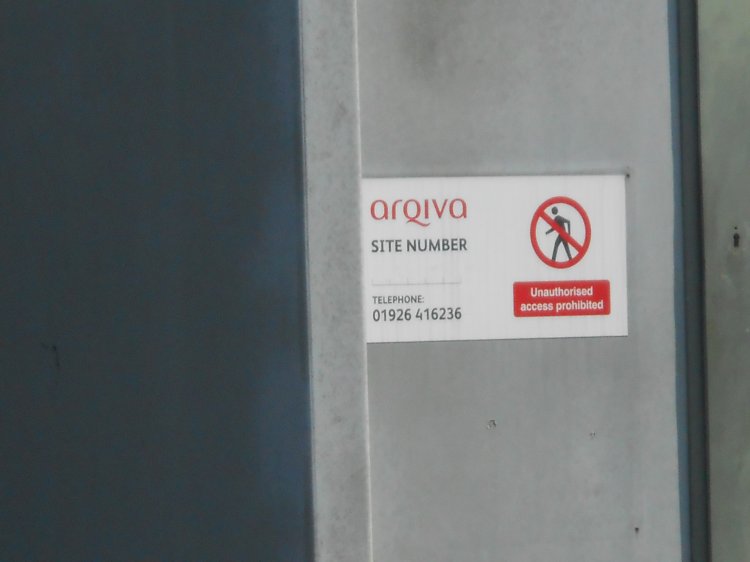 arqiva
SITE NUMBER
TELEPHONE:
01926 416236
Unauthorised
access prohibited